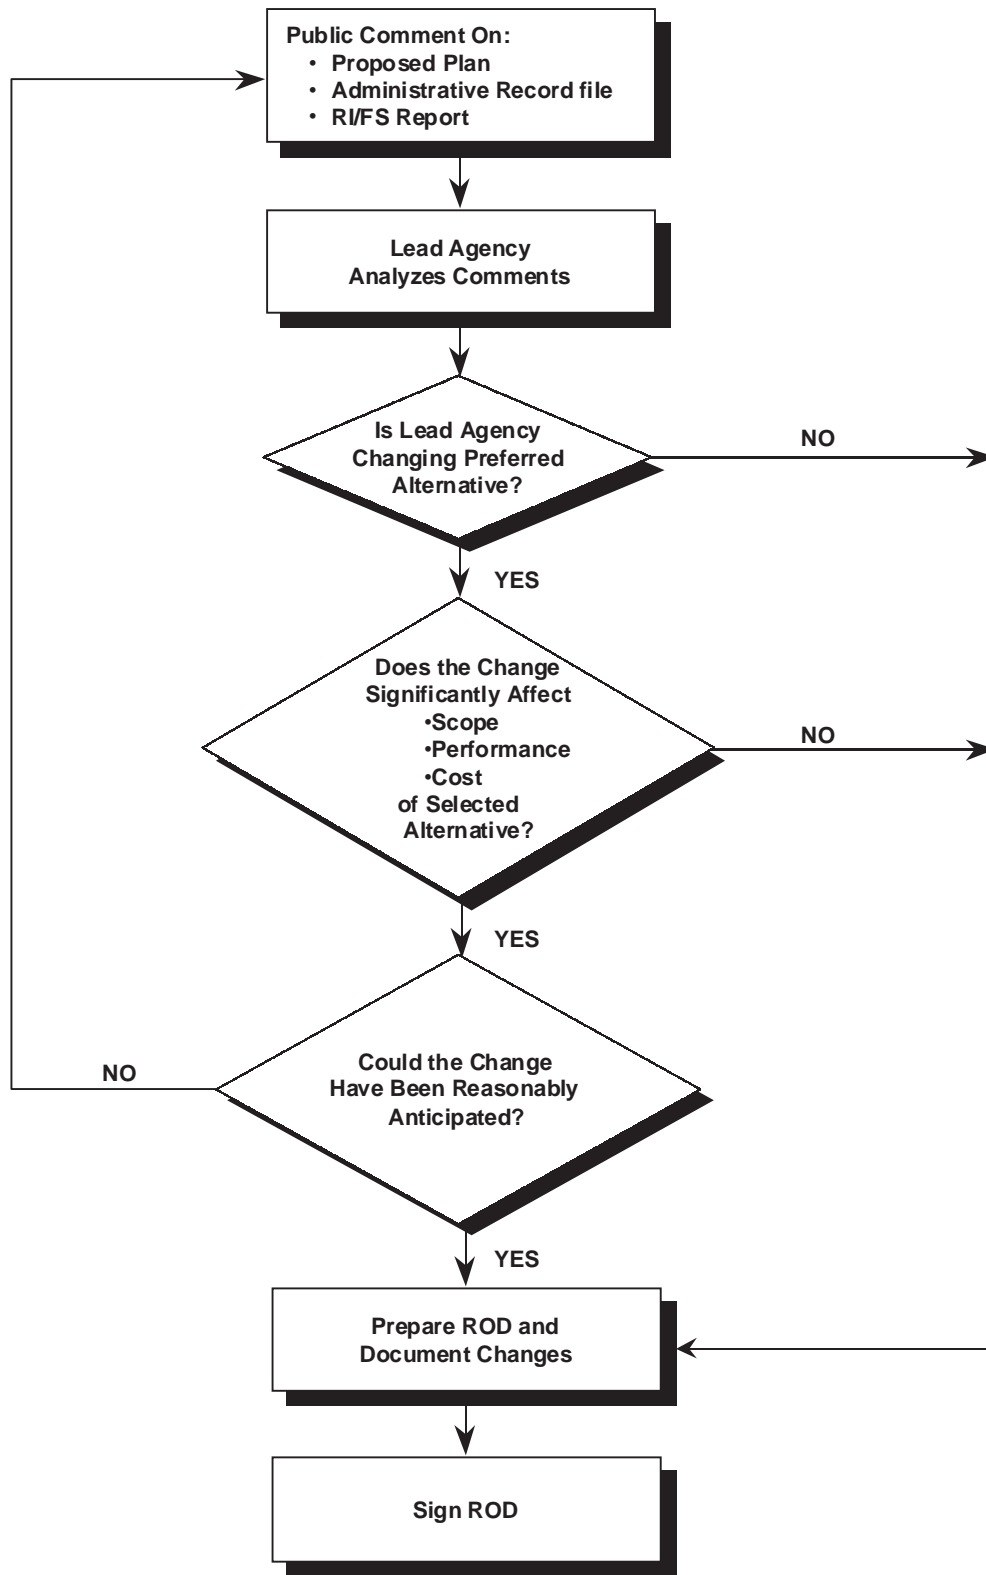 Public Comment On:
• Proposed Plan
• Administrative Record file
• RI/FS Report
Lead Agency
Analyzes Comments
Is Lead Agency
Changing Preferred
Alternative?
NO
YES
Does the Change
Significantly Affect
•Scope
•Performance
•Cost
of Selected
Alternative?
NO
YES
Could the Change
Have Been Reasonably
Anticipated?
NO
YES
Prepare ROD and
Document Changes
Sign ROD